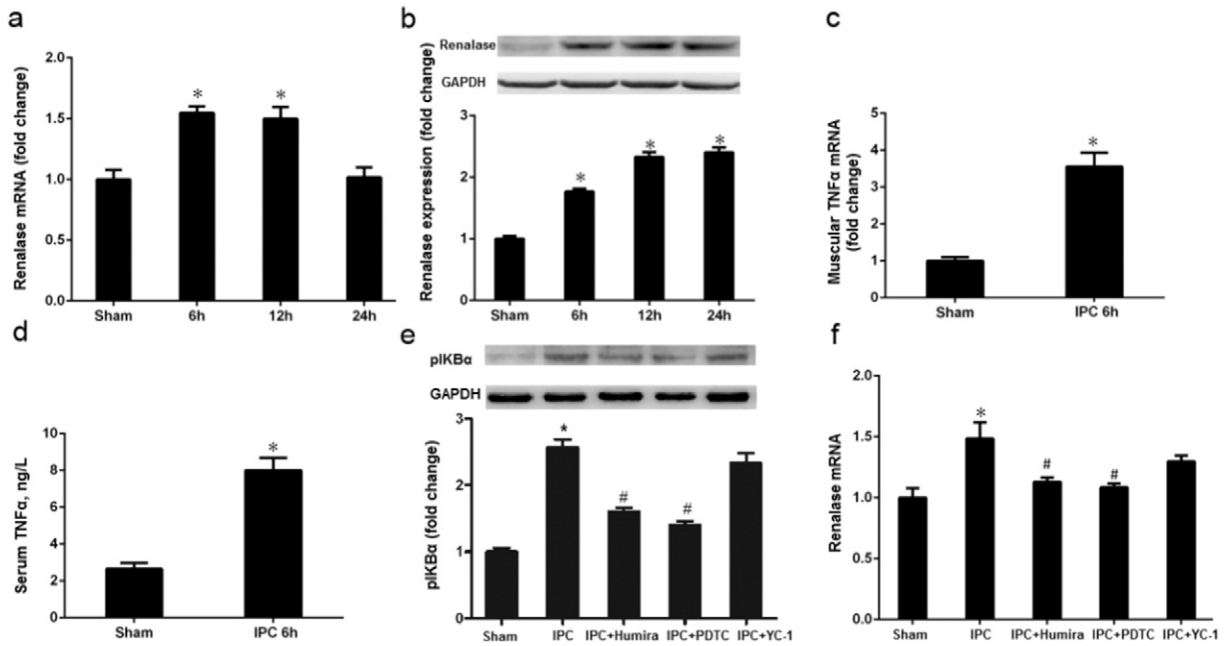 a
Renalase mRNA (fold change)
2.0
1.5
1.0
0.5
0.0
* *
Sham 6h 12h 24h
b
Renalase
GAPDH
Renalase expression (fold change)
3
2
1
0
* * *
Sham 6h 12h 24h
c
Muscular TNFα mRNA
(fold change)
5
4
3
2
1
0
*
Sham IPC 6h
d
Serum TNFα, ng/L
10
8
6
4
2
0
*
Sham IPC 6h
e
pIKBα
GAPDH
pIKBα (fold change)
3
2
1
0
* # #
Sham IPC IPC+Humira IPC+PDTC IPC+YC-1
f
Renalase mRNA
2.0
1.5
1.0
0.5
0.0
* # #
Sham IPC IPC+Humira IPC+PDTC IPC+YC-1